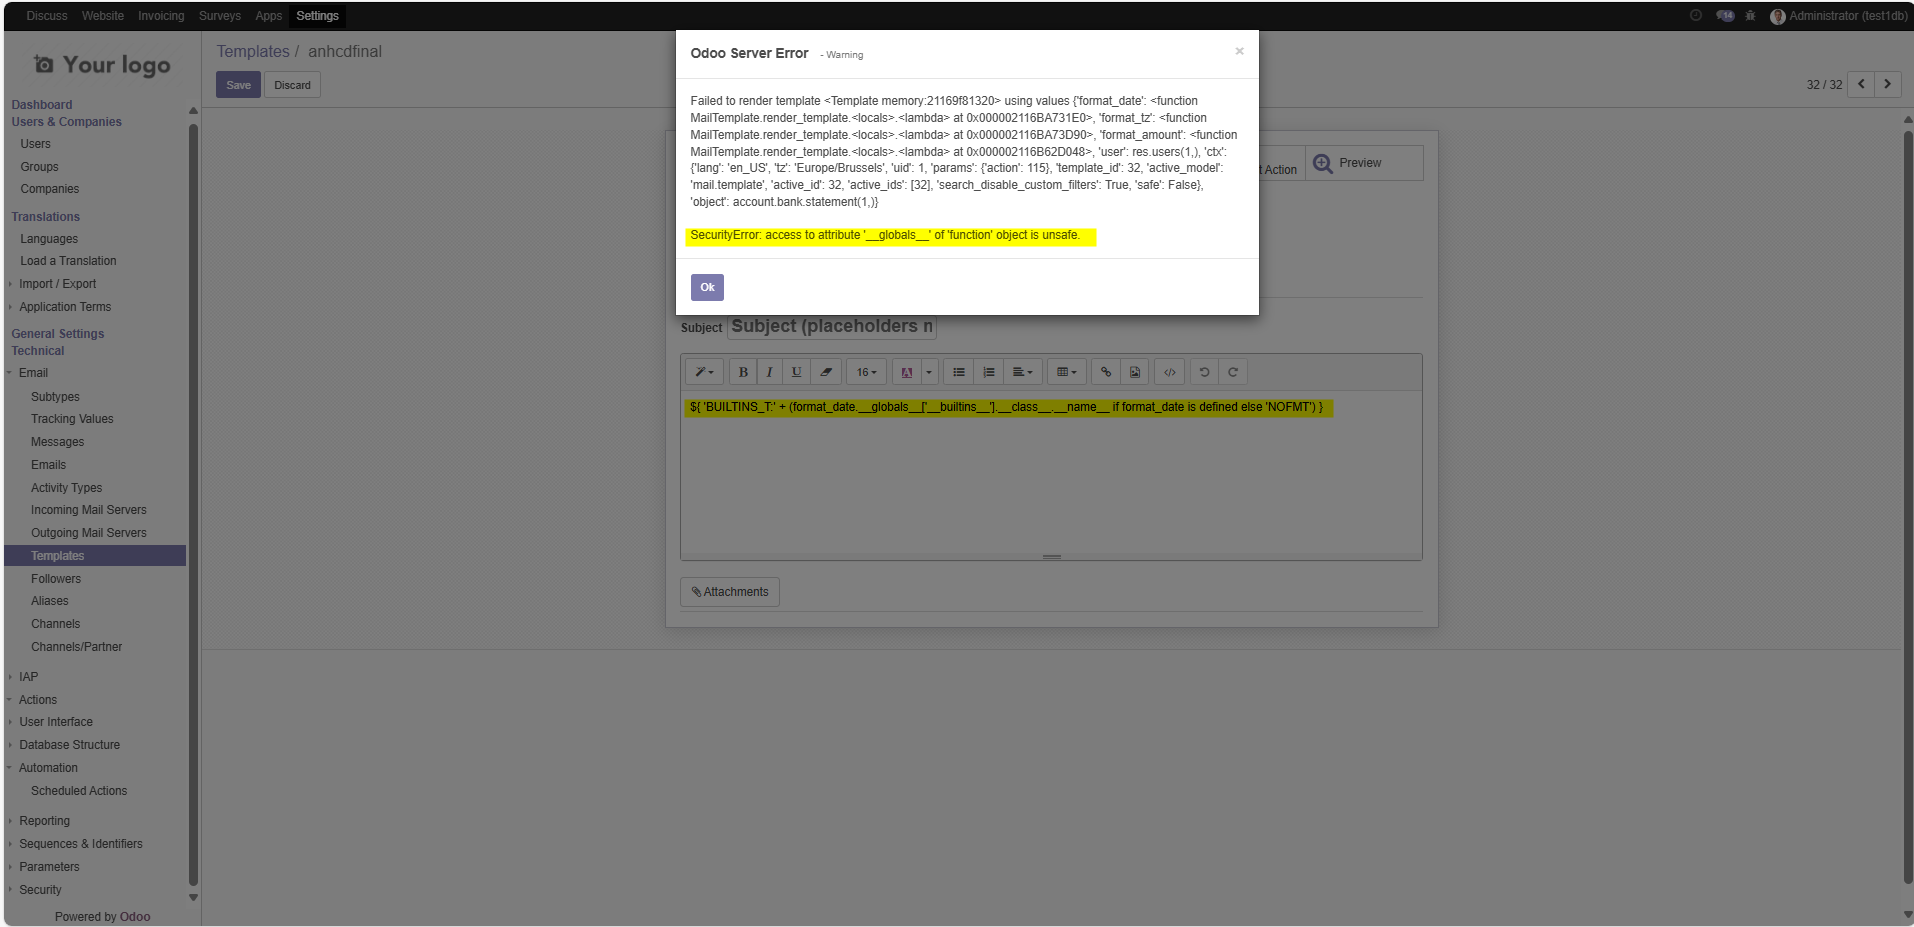 Discuss Website Invoicing Surveys Apps Settings
14 Administrator (test1db)
Your logo
Templates / anhcdfinal
Save Discard
32 / 32
Dashboard
Users & Companies
Users
Groups
Companies
Translations
Languages
Load a Translation
Import / Export
Application Terms
General Settings
Technical
Email
Subtypes
Tracking Values
Messages
Emails
Activity Types
Incoming Mail Servers
Outgoing Mail Servers
Templates
Followers
Aliases
Channels
Channels/Partner
IAP
Actions
User Interface
Database Structure
Automation
Scheduled Actions
Reporting
Sequences & Identifiers
Parameters
Security
Powered by Odoo
Odoo Server Error - Warning ×
Failed to render template <Template memory:21169f81320> using values {'format_date': <function
MailTemplate.render_template.<locals>.<lambda> at 0x000002116BA731E0>, 'format_tz': <function
MailTemplate.render_template.<locals>.<lambda> at 0x000002116BA73D90>, 'format_amount': <function
MailTemplate.render_template.<locals>.<lambda> at 0x000002116B62D048>, 'user': res.users(1,), 'ctx':
{'lang': 'en_US', 'tz': 'Europe/Brussels', 'uid': 1, 'params': {'action': 115}, 'template_id': 32, 'active_model':
'mail.template', 'active_id': 32, 'active_ids': [32], 'search_disable_custom_filters': True, 'safe': False},
'object': account.bank.statement(1,)}
SecurityError: access to attribute '__globals__' of 'function' object is unsafe.
Ok
t Action Preview
Subject Subject (placeholders n
B I U 16 A
${ 'BUILTINS_T:' + (format_date.__globals__['__builtins__'].__class__.__name__ if format_date is defined else 'NOFMT') }
Attachments